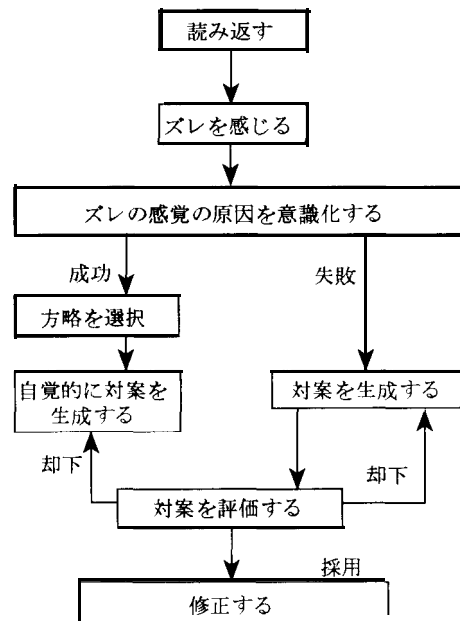 読み返す
ズレを感じる
ズレの感覚の原因を意識化する
成功
失敗
方略を選択
自覚的に対案を
生成する
対案を生成する
却下
却下
対案を評価する
採用
修正する